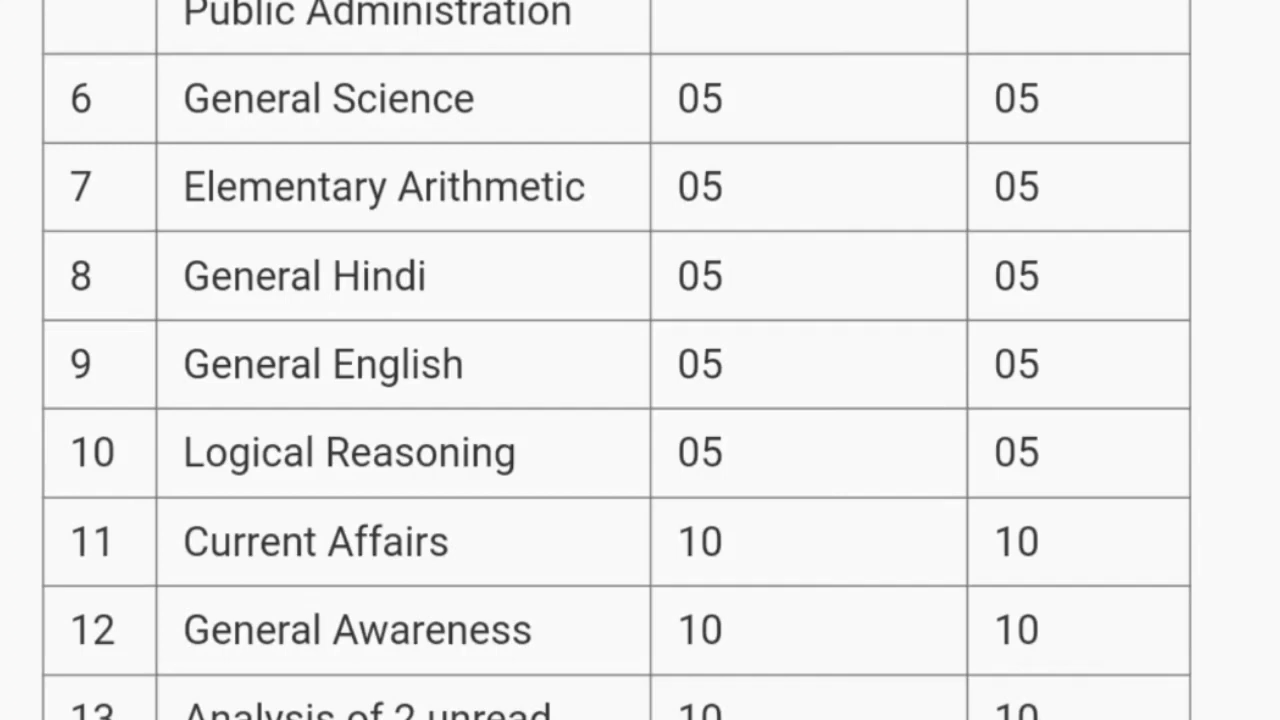 Public Administration
6 General Science 05 05
7 Elementary Arithmetic 05 05
8 General Hindi 05 05
9 General English 05 05
10 Logical Reasoning 05 05
11 Current Affairs 10 10
12 General Awareness 10 10
13 Analysis of 2 unread 10 10